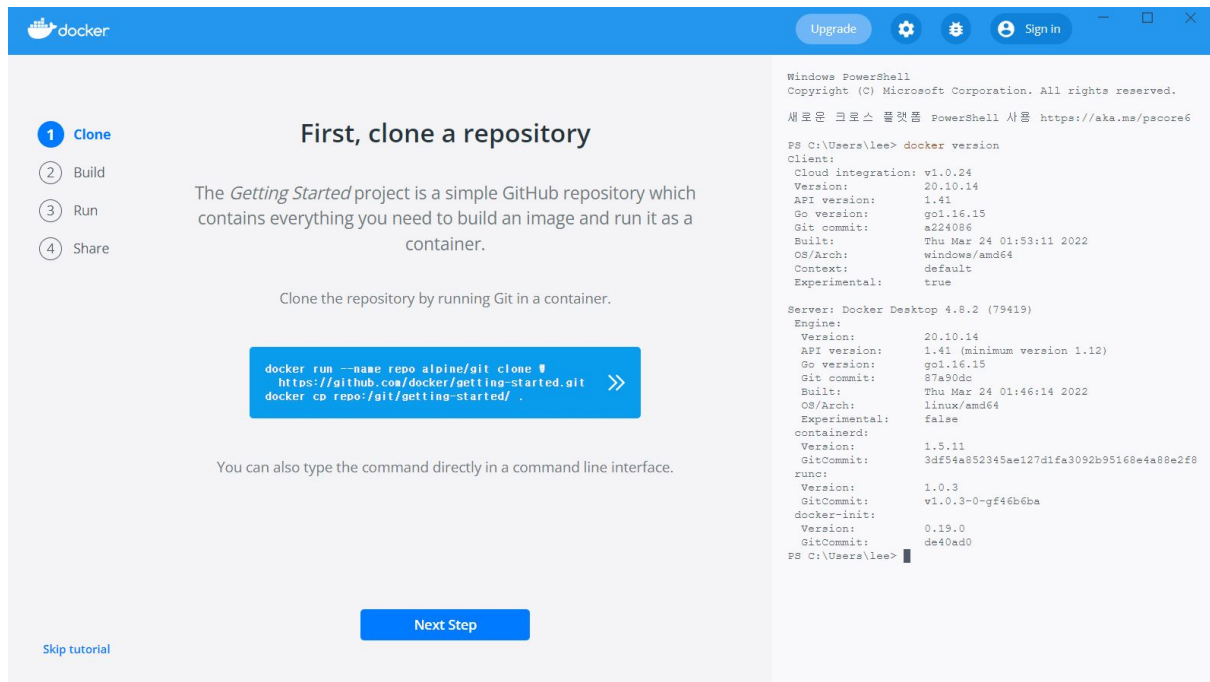 docker
Upgrade
Sign in
1 Clone
2 Build
3 Run
4 Share
First, clone a repository
The Getting Started project is a simple GitHub repository which
contains everything you need to build an image and run it as a
container.
Clone the repository by running Git in a container.
docker run --name repo alpine/git clone ₩
https://github.com/docker/getting-started.git
docker cp repo:/git/getting-started/ .
You can also type the command directly in a command line interface.
Next Step
Skip tutorial
Windows PowerShell
Copyright (C) Microsoft Corporation. All rights reserved.
새로운 크로스 플랫폼 PowerShell 사용 https://aka.ms/pscore6
PS C:\Users\lee> docker version
Client:
Cloud integration: v1.0.24
Version: 20.10.14
API version: 1.41
Go version: go1.16.15
Git commit: a224086
Built: Thu Mar 24 01:53:11 2022
OS/Arch: windows/amd64
Context: default
Experimental: true
Server: Docker Desktop 4.8.2 (79419)
Engine:
Version: 20.10.14
API version: 1.41 (minimum version 1.12)
Go version: go1.16.15
Git commit: 87a90dc
Built: Thu Mar 24 01:46:14 2022
OS/Arch: linux/amd64
Experimental: false
containerd:
Version: 1.5.11
GitCommit: 3df54a852345ae127d1fa3092b95168e4a88e2f8
runc:
Version: 1.0.3
GitCommit: v1.0.3-0-gf46b6ba
docker-init:
Version: 0.19.0
GitCommit: de40ad0
PS C:\Users\lee>